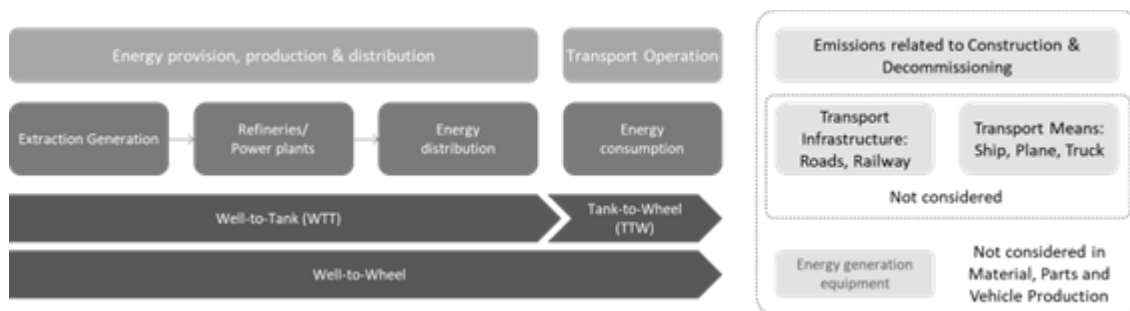 Energy provision, production & distribution
Transport Operation
Extraction Generation
Refineries/
Power plants
Energy
distribution
Energy
consumption
Well-to-Tank (WTT)
Tank-to-Wheel
(TTW)
Well-to-Wheel
Emissions related to Construction &
Decommissioning
Transport
Infrastructure:
Roads, Railway
Transport Means:
Ship, Plane, Truck
Not considered
Energy generation
equipment
Not considered in
Material, Parts and
Vehicle Production